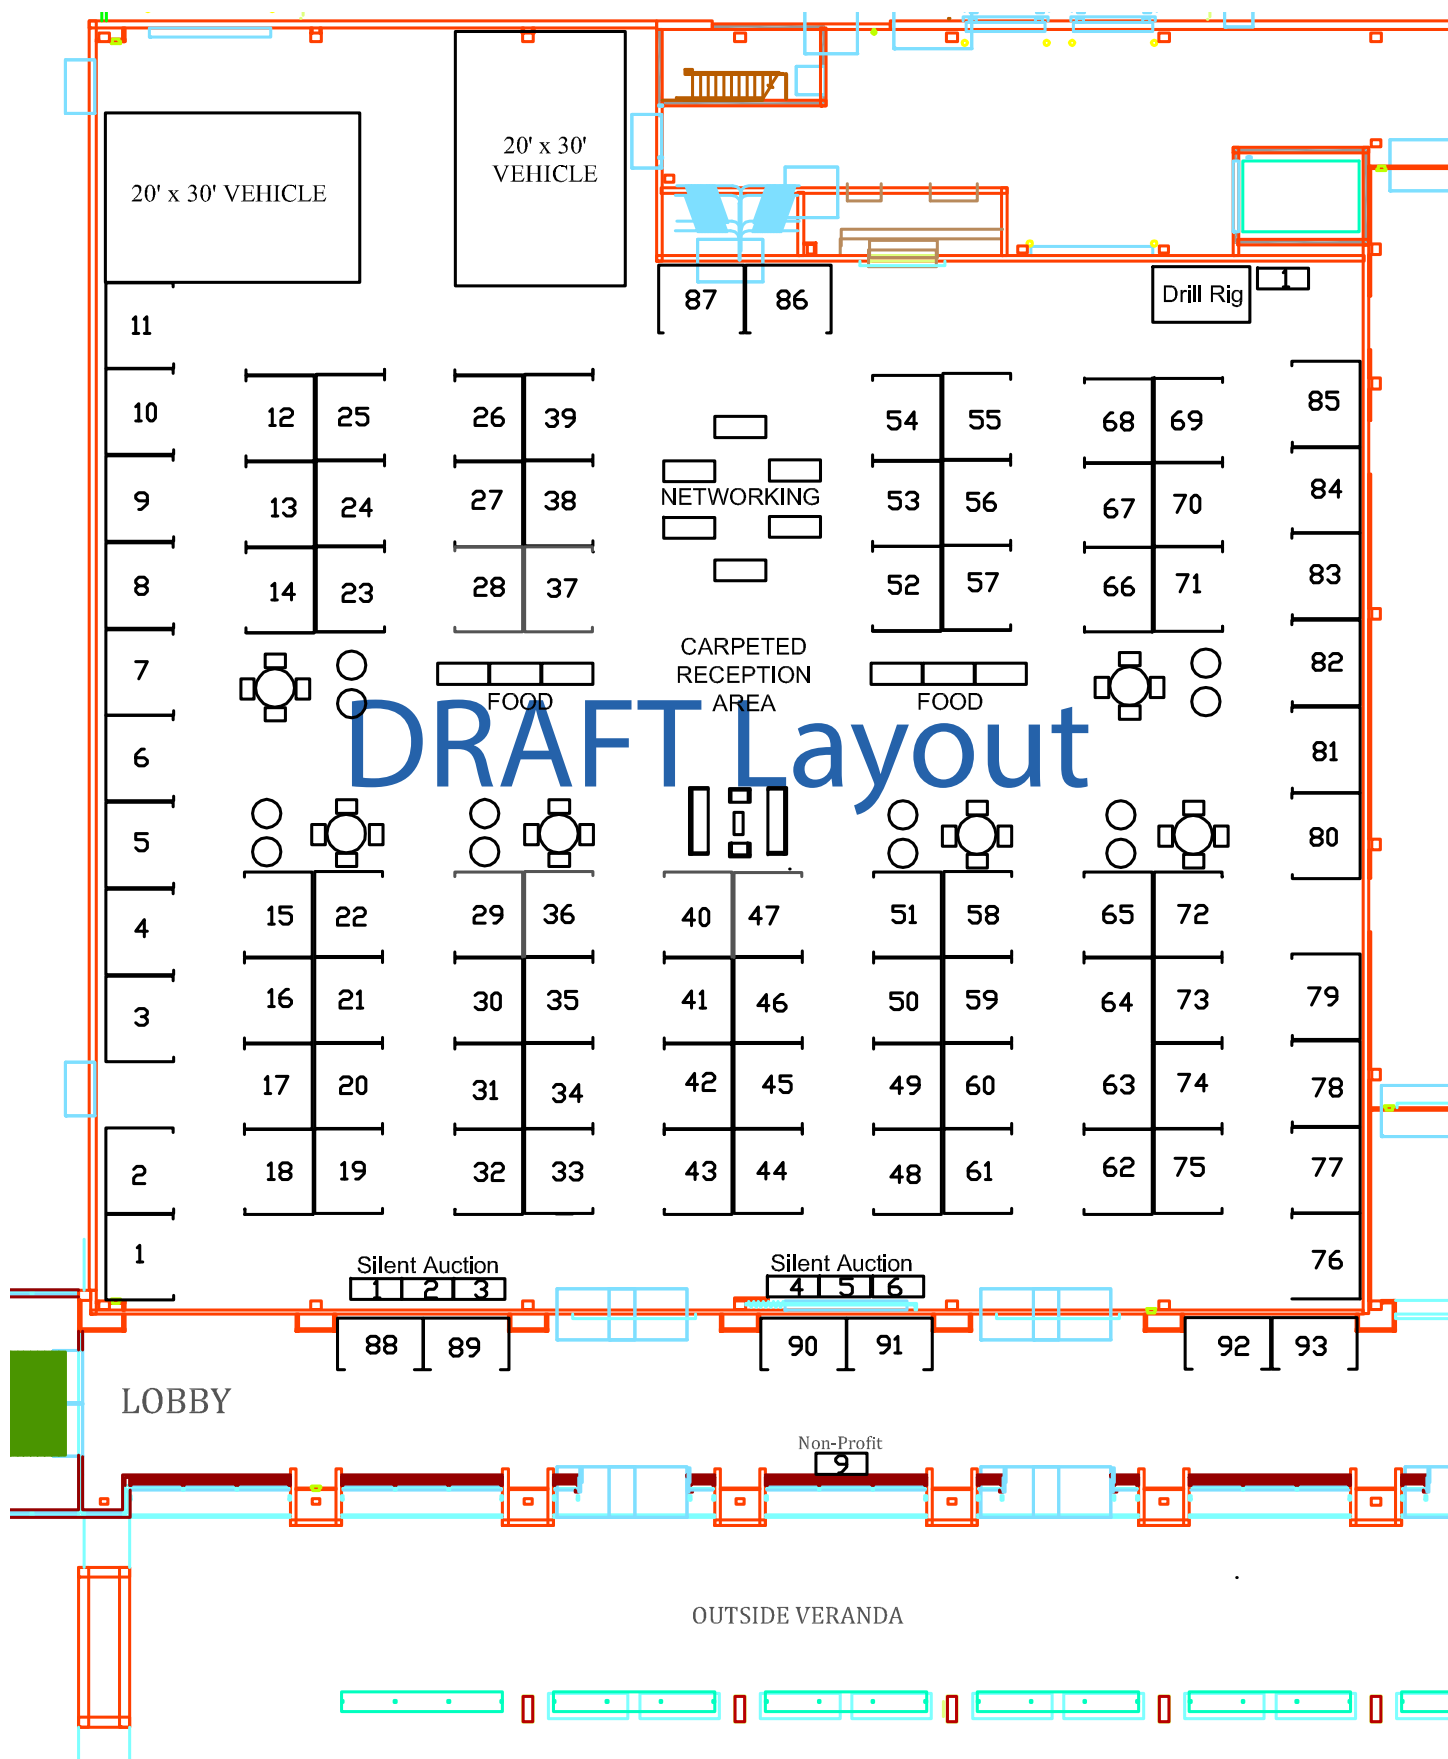 20' x 30'
VEHICLE
20' x 30' VEHICLE
87 86
Drill Rig 1
11
10 12 25 26 39 54 55 68 69 85
9 13 24 27 38 NETWORKING 53 56 67 70 84
8 14 23 28 37 52 57 66 71 83
CARPETED
RECEPTION
AREA
7 82
FOOD FOOD
DRAFT Layout
6 81
5 80
4 15 22 29 36 40 47 51 58 65 72
3 16 21 30 35 41 46 50 59 64 73 79
17 20 31 34 42 45 49 60 63 74 78
2 18 19 32 33 43 44 48 61 62 75 77
1 76
Silent Auction Silent Auction
1 2 3 4 5 6
88 89 90 91 92 93
LOBBY
Non-Profit
9
OUTSIDE VERANDA